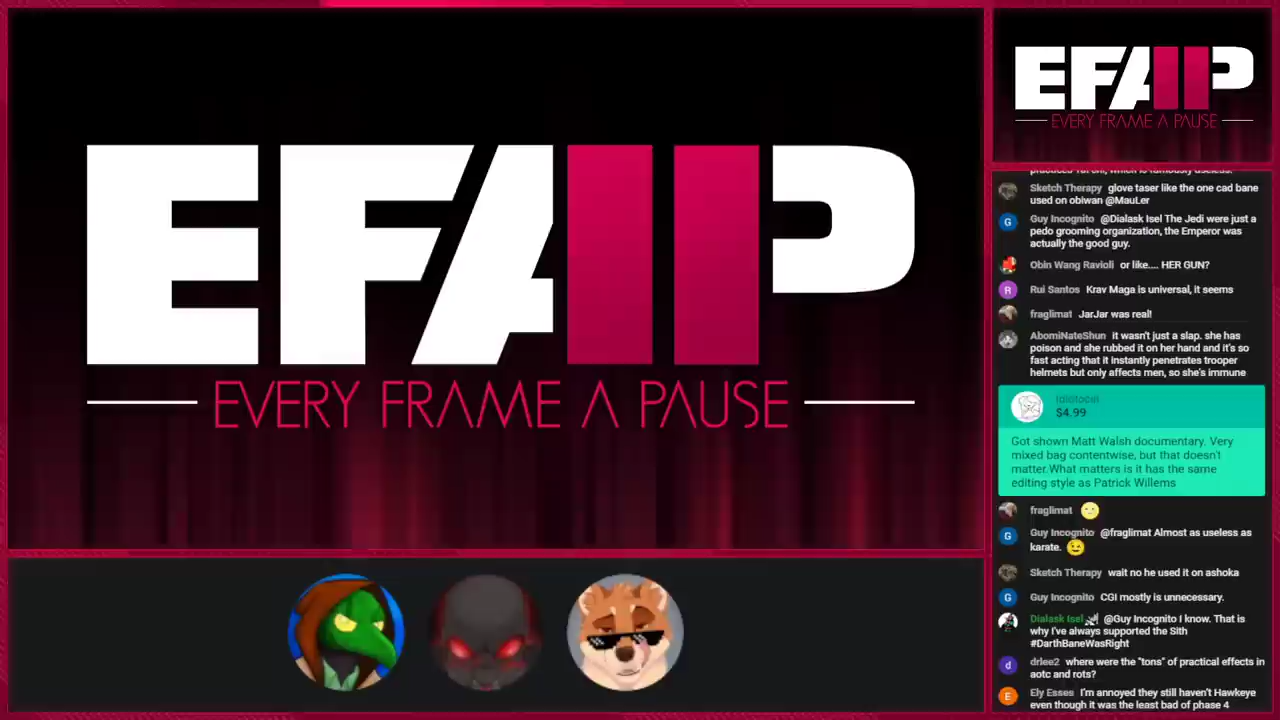 EFAP
EVERY FRAME A PAUSE
EFAP
EVERY FRAME A PAUSE
Sketch Therapy glove taser like the one cad bane
used on obiwan @MauLer
G
Guy Incognito @Dialask Isel The Jedi were just a
pedo grooming organization, the Emperor was
actually the good guy.
Obin Wang Ravioli or like.... HER GUN?
R
Rui Santos Krav Maga is universal, it seems
fraglimat JarJar was real!
AbomiNateShun it wasn't just a slap. she has
poison and she rubbed it on her hand and it's so
fast acting that it instantly penetrates trooper
helmets but only affects men, so she's immune
$4.99
Got shown Matt Walsh documentary. Very
mixed bag contentwise, but that doesn't
matter.What matters is it has the same
editing style as Patrick Willems
fraglimat
G
Guy Incognito @fraglimat Almost as useless as
karate.
Sketch Therapy wait no he used it on ashoka
G
Guy Incognito CGI mostly is unnecessary.
Dialask Isel @Guy Incognito I know. That is
why I've always supported the Sith
#DarthBaneWasRight
d
drlee2 where were the "tons" of practical effects in
aotc and rots?
E
Ely Esses I'm annoyed they still haven't Hawkeye
even though it was the least bad of phase 4